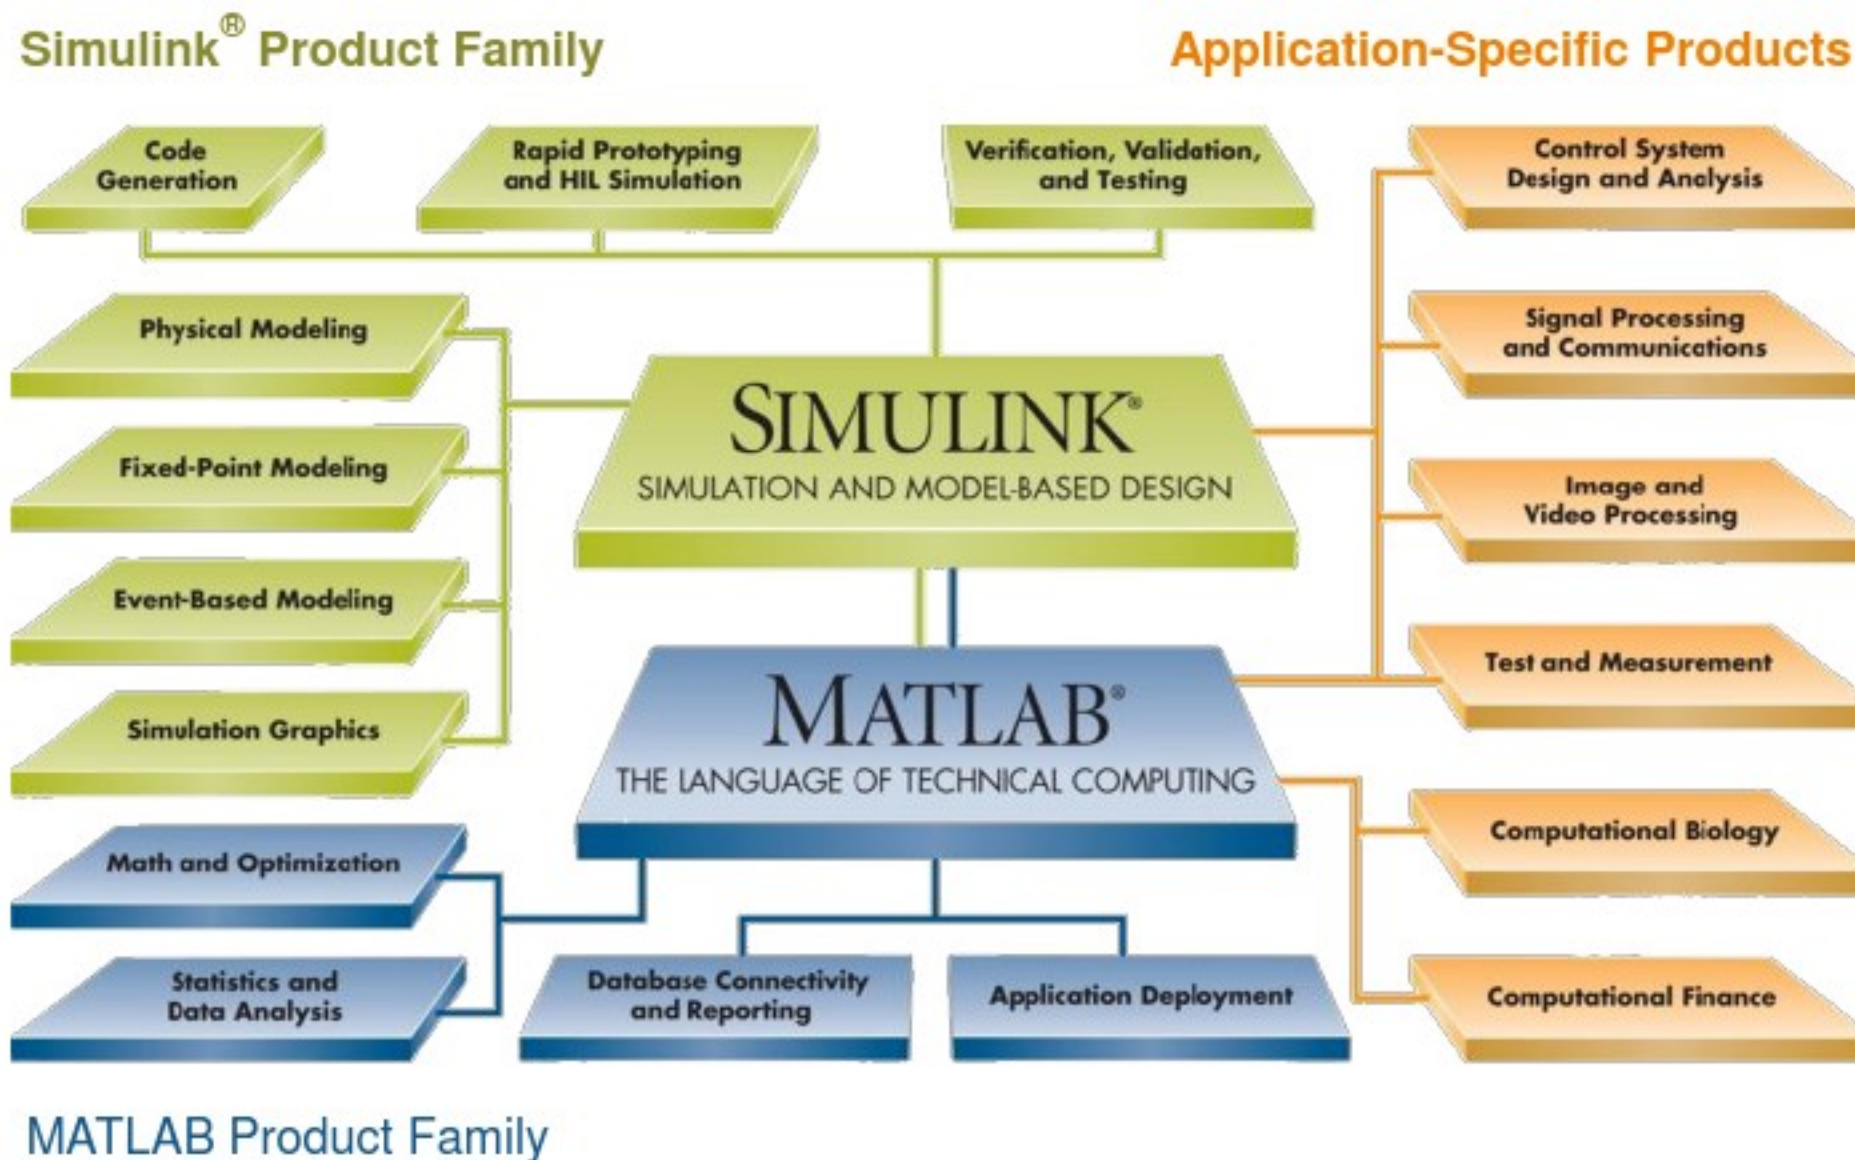 Simulink® Product Family
Application-Specific Products
Code
Generation
Rapid Prototyping
and HIL Simulation
Verification, Validation,
and Testing
Control System
Design and Analysis
Physical Modeling
Signal Processing
and Communications
SIMULINK®
SIMULATION AND MODEL-BASED DESIGN
Fixed-Point Modeling
Image and
Video Processing
Event-Based Modeling
Test and Measurement
Simulation Graphics
MATLAB®
THE LANGUAGE OF TECHNICAL COMPUTING
Math and Optimization
Computational Biology
Statistics and
Data Analysis
Database Connectivity
and Reporting
Application Deployment
Computational Finance
MATLAB Product Family